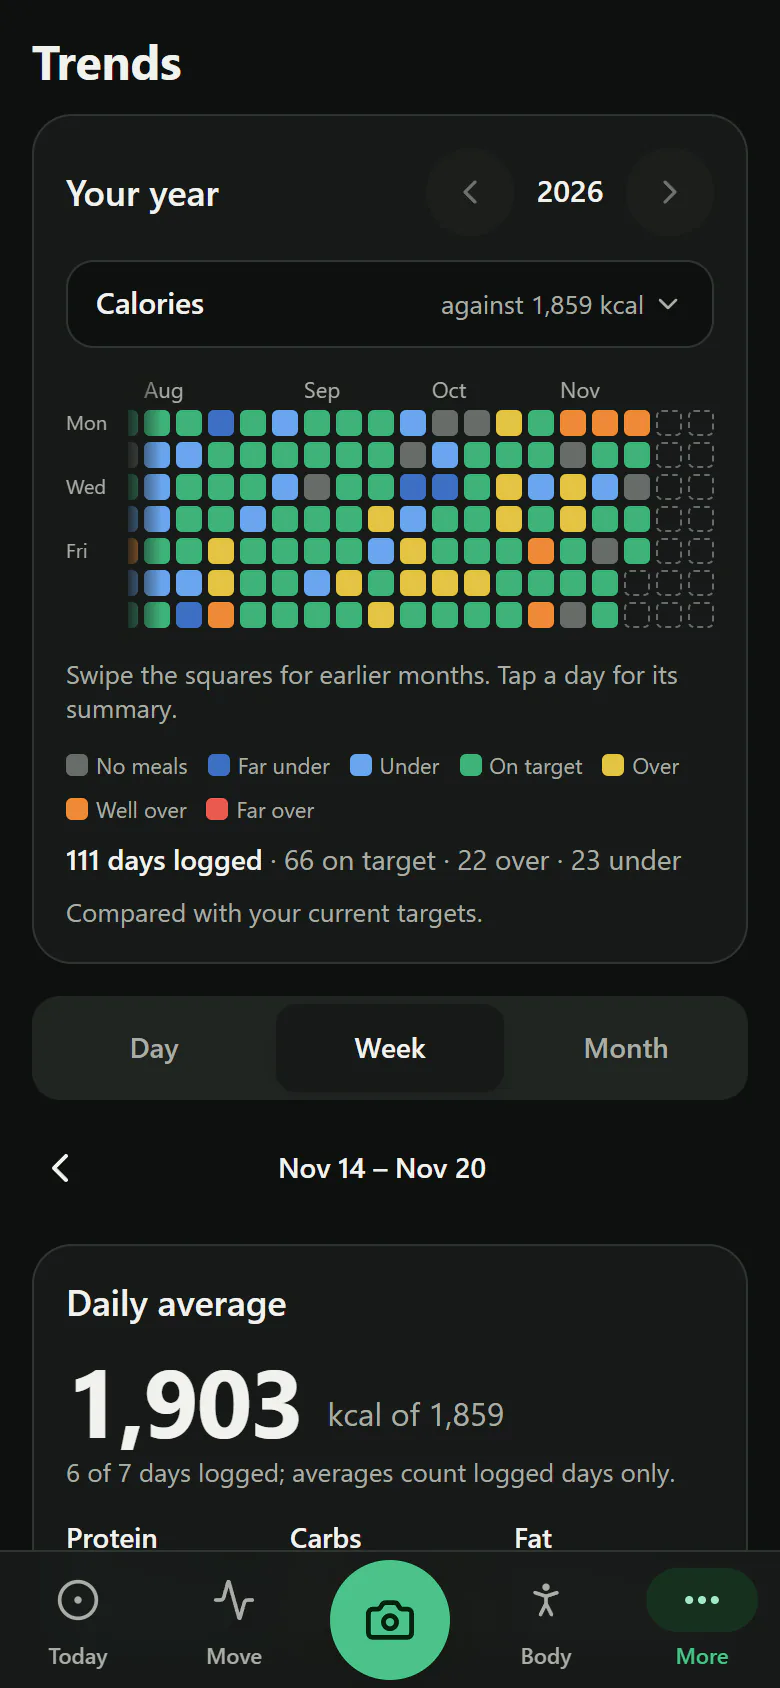 Trends
Your year
2026
Calories
against 1,859 kcal
Aug Sep Oct Nov
Mon
Wed
Fri
Swipe the squares for earlier months. Tap a day for its
summary.
No meals Far under Under On target Over
Well over Far over
111 days logged · 66 on target · 22 over · 23 under
Compared with your current targets.
Day Week Month
Nov 14 – Nov 20
Daily average
1,903 kcal of 1,859
6 of 7 days logged; averages count logged days only.
Protein Carbs Fat
Today Move Body More